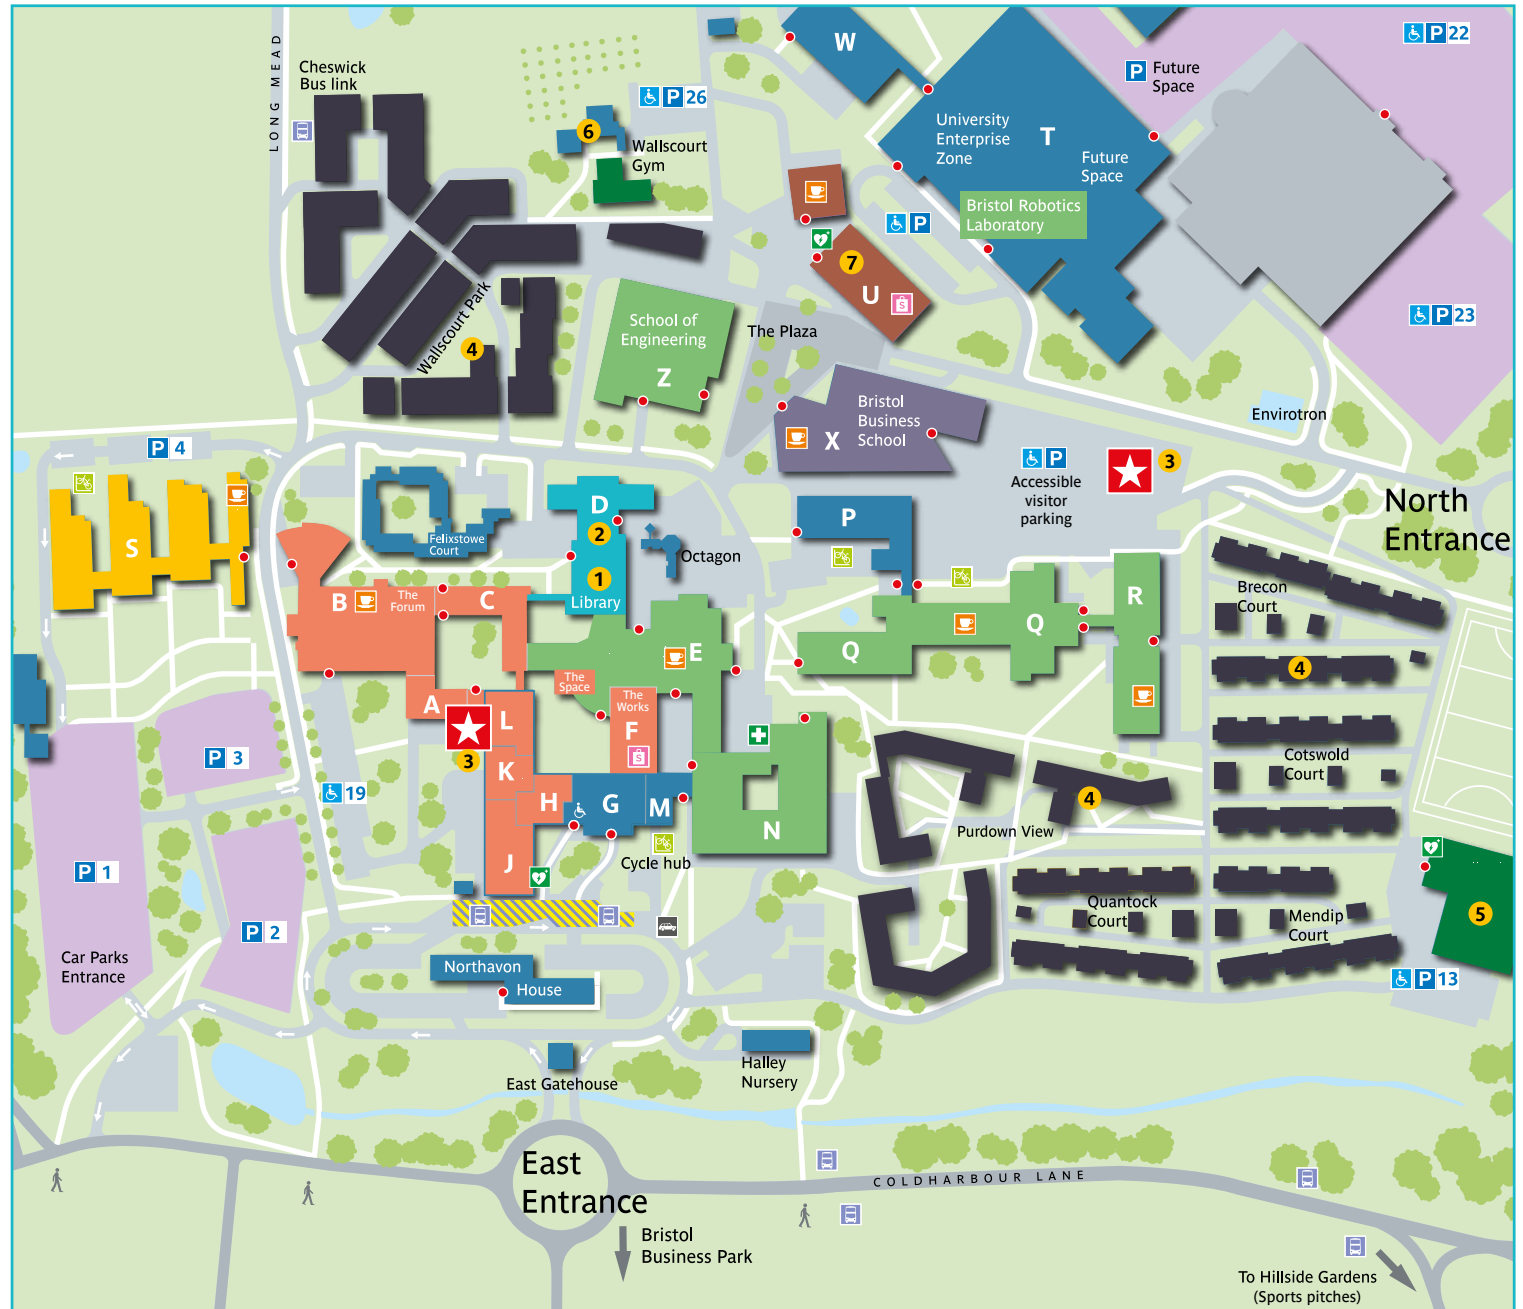 LONG MEAD
Cheswick
Bus link
P 26
6
Wallscourt
Gym
W
University
Enterprise
Zone
T
Future
Space
Bristol Robotics
Laboratory
P Future
Space
P 22
P 23
P
7
U
S
Wallscourt Park
4
School of
Engineering
Z
The Plaza
Bristol
Business
School
X
Envirotron
P
Accessible
visitor
parking
3
North
Entrance
P 4
S
Felixstowe
Court
D
2
1
Library
Octagon
P
B
The
Forum
C
E
Q
Q
R
Brecon
Court
4
A
L
The
Space
The
Works
F
S
3
K
H
G
M
N
J
P 3
19
P 1
P 2
Car Parks
Entrance
Cycle hub
Purdown View
4
Cotswold
Court
Quantock
Court
Mendip
Court
5
P 13
Northavon
House
East Gatehouse
Halley
Nursery
East
Entrance
COLDHARBOUR LANE
Bristol
Business Park
To Hillside Gardens
(Sports pitches)